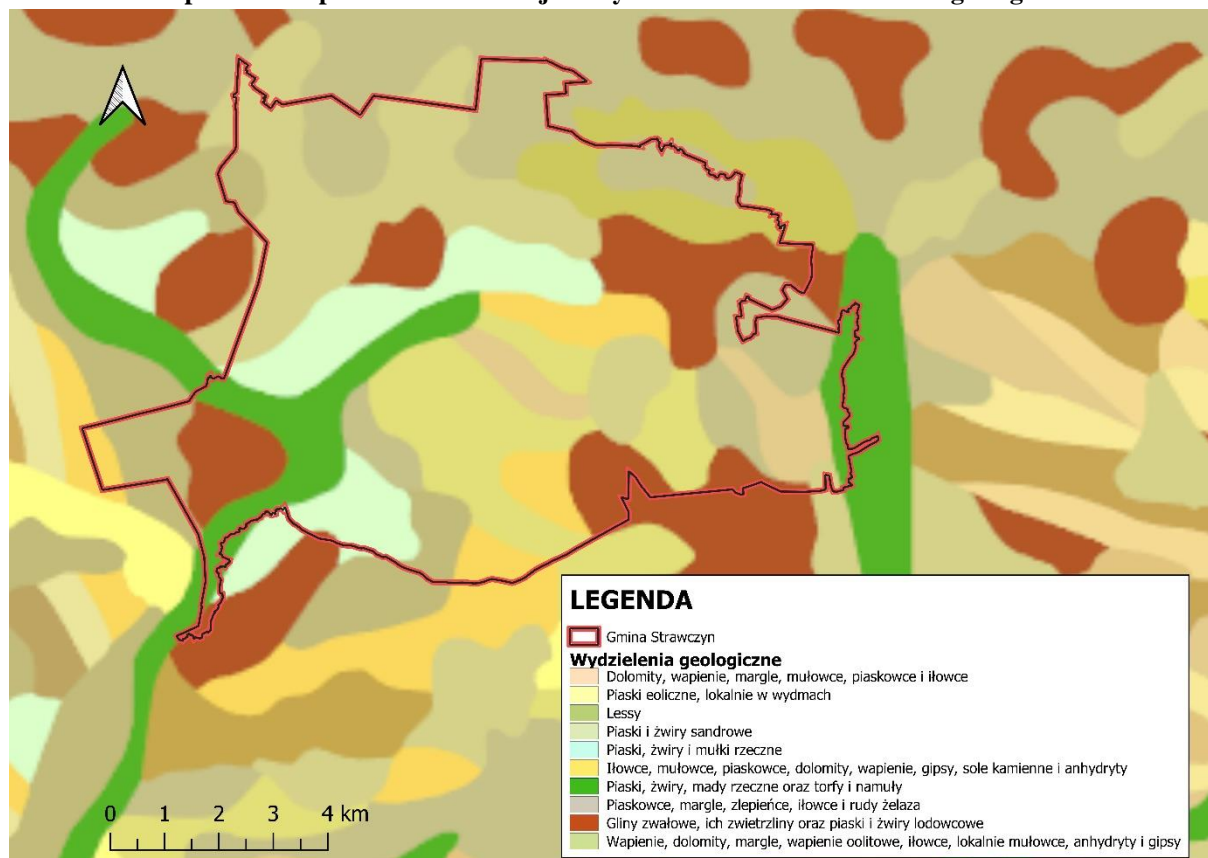 LEGENDA
Gmina Strawczyn
Wydzielenia geologiczne
Dolomity, wapienie, margle, mułowce, piaskowce i iłowce
Piaski eoliczne, lokalnie w wydmach
Lessy
Piaski i żwiry sandrowe
Piaski, żwiry i mułki rzeczne
Iłowce, mułowce, piaskowce, dolomity, wapienie, gipsy, sole kamienne i anhydryty
Piaski, żwiry, mady rzeczne oraz torfy i namuły
Piaskowce, margle, zlepieńce, iłowce i rudy żelaza
Gliny zwałowe, ich zwietrzliny oraz piaski i żwiry lodowcowe
Wapienie, dolomity, margle, wapienie oolitowe, iłowce, lokalnie mułowce, anhydryty i gipsy
0 1 2 3 4 km